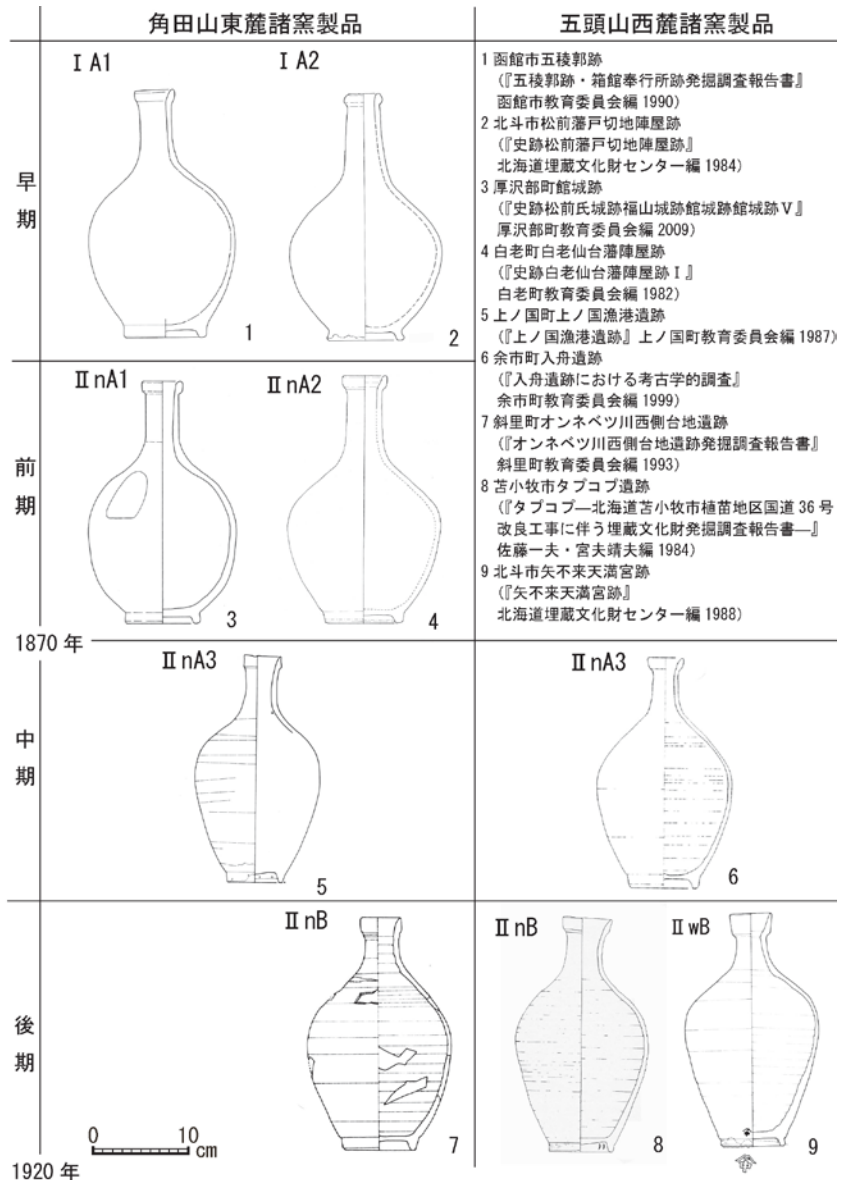 角田山東麓諸窯製品
五頭山西麓諸窯製品
早期
Ⅰ A1
1
Ⅰ A2
2
前期
Ⅱ nA1
3
Ⅱ nA2
4
1 函館市五稜郭跡
(『五稜郭跡・箱館奉行所跡発掘調査報告書』
函館市教育委員会編 1990)
2 北斗市松前藩戸切地陣屋跡
(『史跡松前藩戸切地陣屋跡』
北海道埋蔵文化財センター編 1984)
3 厚沢部町館城跡
(『史跡松前氏城跡福山城跡館城跡館城跡Ⅴ』
厚沢部町教育委員会編 2009)
4 白老町白老仙台藩陣屋跡
(『史跡白老仙台藩陣屋跡Ⅰ』
白老町教育委員会編 1982)
5 上ノ国町上ノ国漁港遺跡
(『上ノ国漁港遺跡』上ノ国町教育委員会編 1987)
6 余市町入舟遺跡
(『入舟遺跡における考古学的調査』
余市町教育委員会編 1999)
7 斜里町オンネベツ川西側台地遺跡
(『オンネベツ川西側台地遺跡発掘調査報告書』
斜里町教育委員会編 1993)
8 苫小牧市タプコプ遺跡
(『タプコプ―北海道苫小牧市植苗地区国道 36 号
改良工事に伴う埋蔵文化財発掘調査報告書―』
佐藤一夫・宮夫靖夫編 1984)
9 北斗市矢不来天満宮跡
(『矢不来天満宮跡』
北海道埋蔵文化財センター編 1988)
1870 年
中期
Ⅱ nA3
5
Ⅱ nA3
6
後期
Ⅱ nB
7
Ⅱ nB
8
Ⅱ wB
9
0 10
cm
1920 年